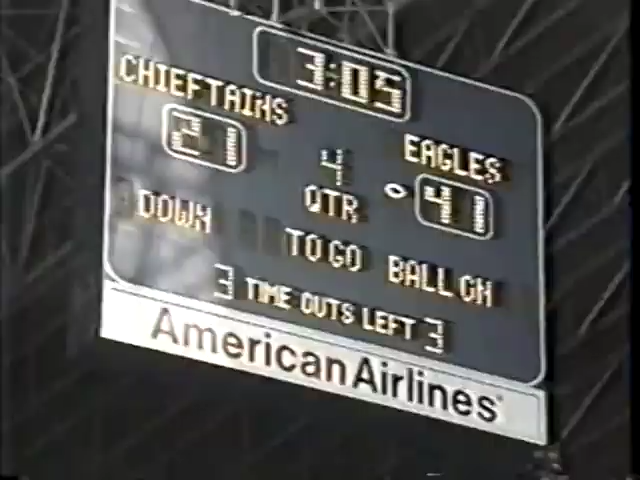 3:05
CHIEFTAINS EAGLES
21 4 41
QTR
DOWN TO GO BALL ON
3 TIME OUTS LEFT 3
AmericanAirlines